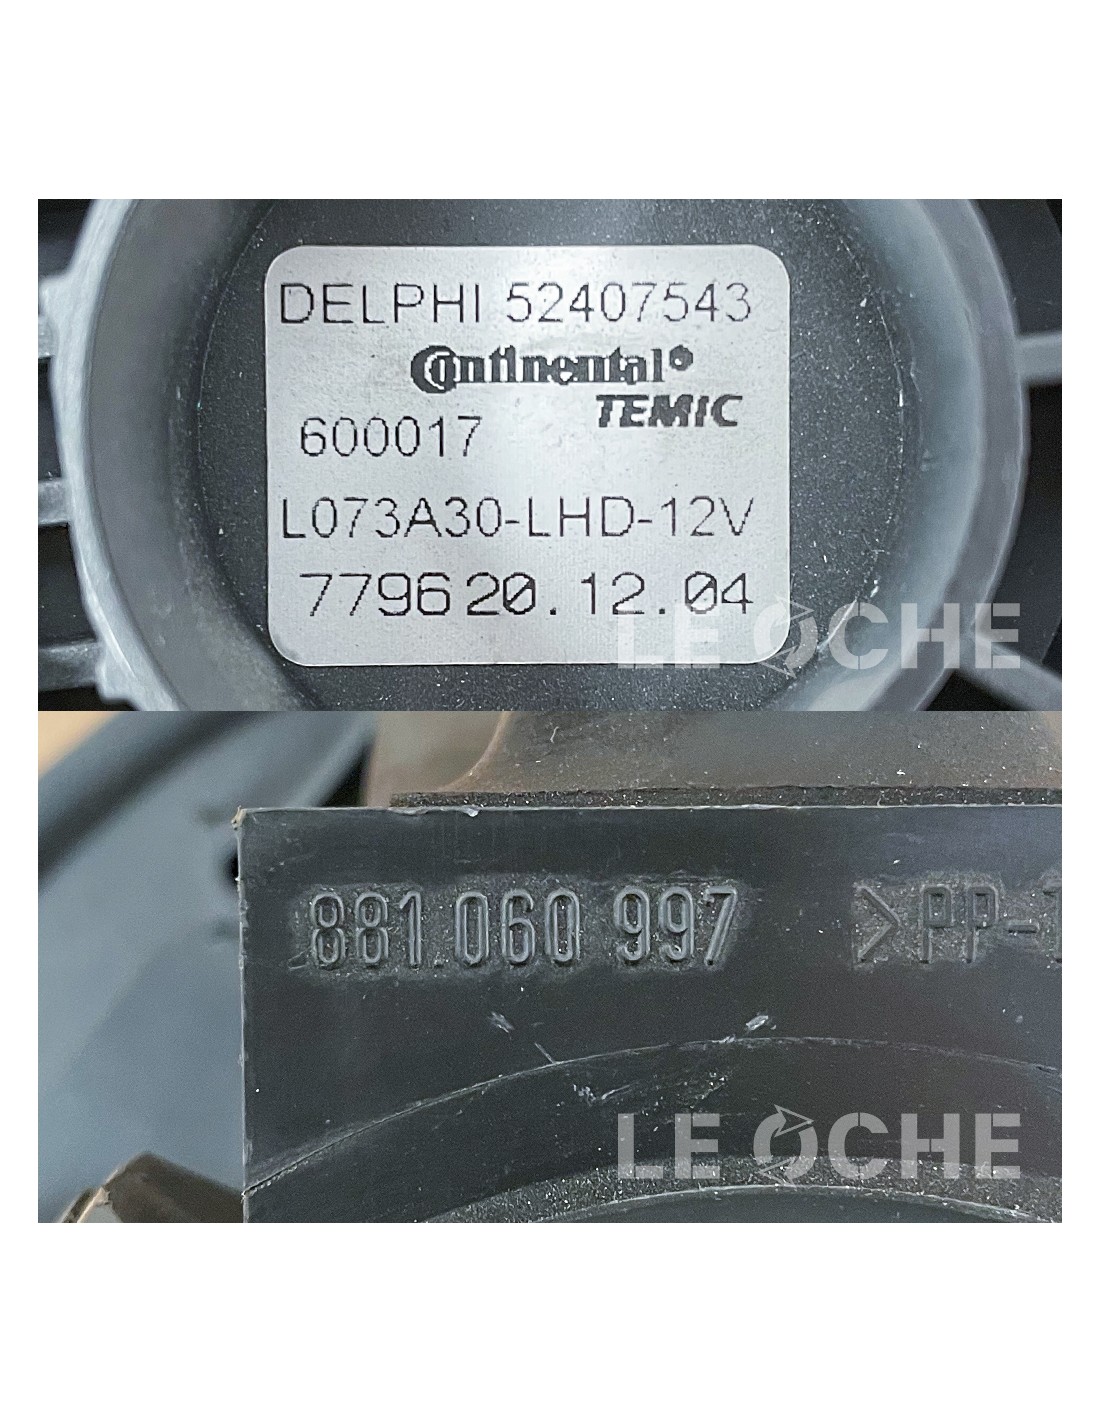 DELPHI 52407543
Continental®
TEMIC
600017
L073A30-LHD-12V
7796 20.12.04
LE OCHE
881.060 997 >PP-
LE OCHE